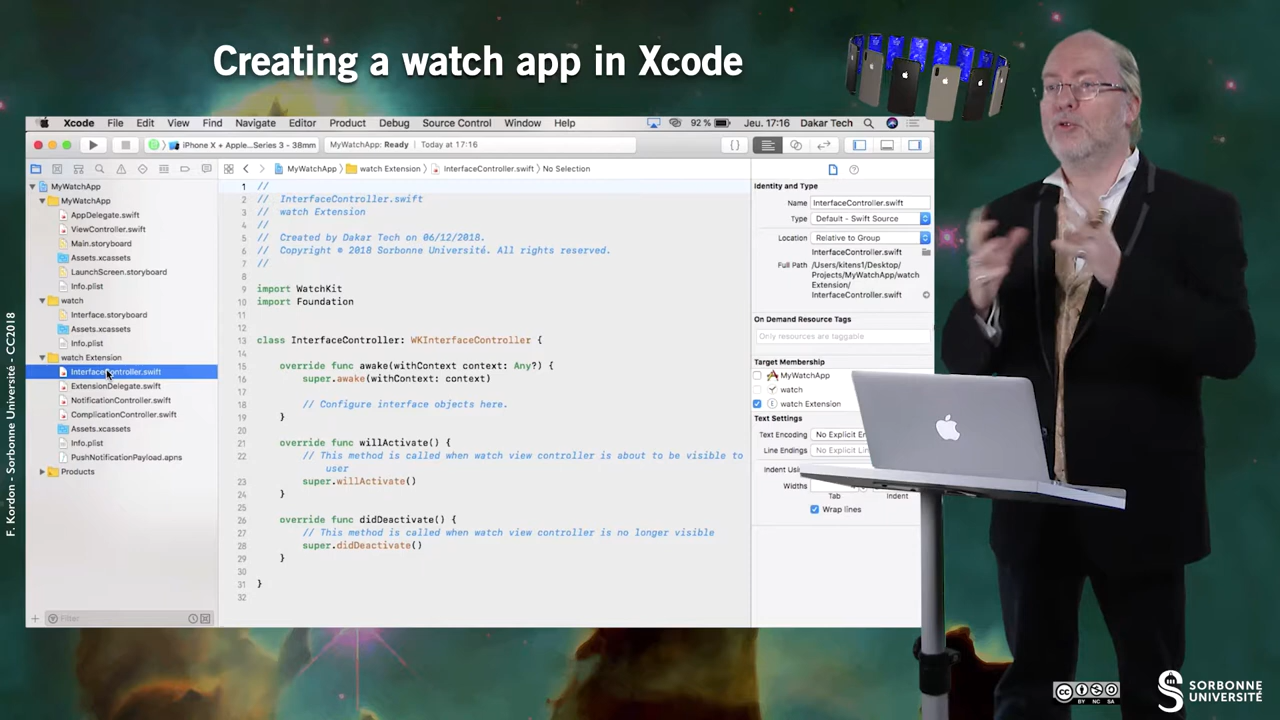 Creating a watch app in Xcode
Xcode File Edit View Find Navigate Editor Product Debug Source Control Window Help 92 % Jeu. 17:16 Dakar Tech
iPhone X + Apple...Series 3 - 38mm MyWatchApp: Ready Today at 17:16
MyWatchApp watch Extension InterfaceController.swift No Selection
MyWatchApp
MyWatchApp
AppDelegate.swift
ViewController.swift
Main.storyboard
Assets.xcassets
LaunchScreen.storyboard
Info.plist
watch
Interface.storyboard
Assets.xcassets
Info.plist
watch Extension
InterfaceController.swift
ExtensionDelegate.swift
NotificationController.swift
ComplicationController.swift
Assets.xcassets
Info.plist
PushNotificationPayload.apns
Products
Filter
1 //
2 // InterfaceController.swift
3 // watch Extension
4 //
5 // Created by Dakar Tech on 06/12/2018.
6 // Copyright © 2018 Sorbonne Université. All rights reserved.
7 //
8
9 import WatchKit
10 import Foundation
11
12
13 class InterfaceController: WKInterfaceController {
14
15 override func awake(withContext context: Any?) {
16 super.awake(withContext: context)
17
18 // Configure interface objects here.
19 }
20
21 override func willActivate() {
22 // This method is called when watch view controller is about to be visible to
user
23 super.willActivate()
24 }
25
26 override func didDeactivate() {
27 // This method is called when watch view controller is no longer visible
28 super.didDeactivate()
29 }
30
31 }
32
Identity and Type
Name InterfaceController.swift
Type Default - Swift Source
Location Relative to Group
InterfaceController.swift
Full Path /Users/kitens1/Desktop/
Projects/MyWatchApp/watch
Extension/
InterfaceController.swift
On Demand Resource Tags
Only resources are taggable
Target Membership
MyWatchApp
watch
watch Extension
Text Settings
Text Encoding No Explicit En
Line Endings No Explicit Lin
Indent Usi
Widths
Tab Indent
Wrap lines
F. Kordon - Sorbonne Université - CC2018
CC BY NC SA
SORBONNE
UNIVERSITÉ